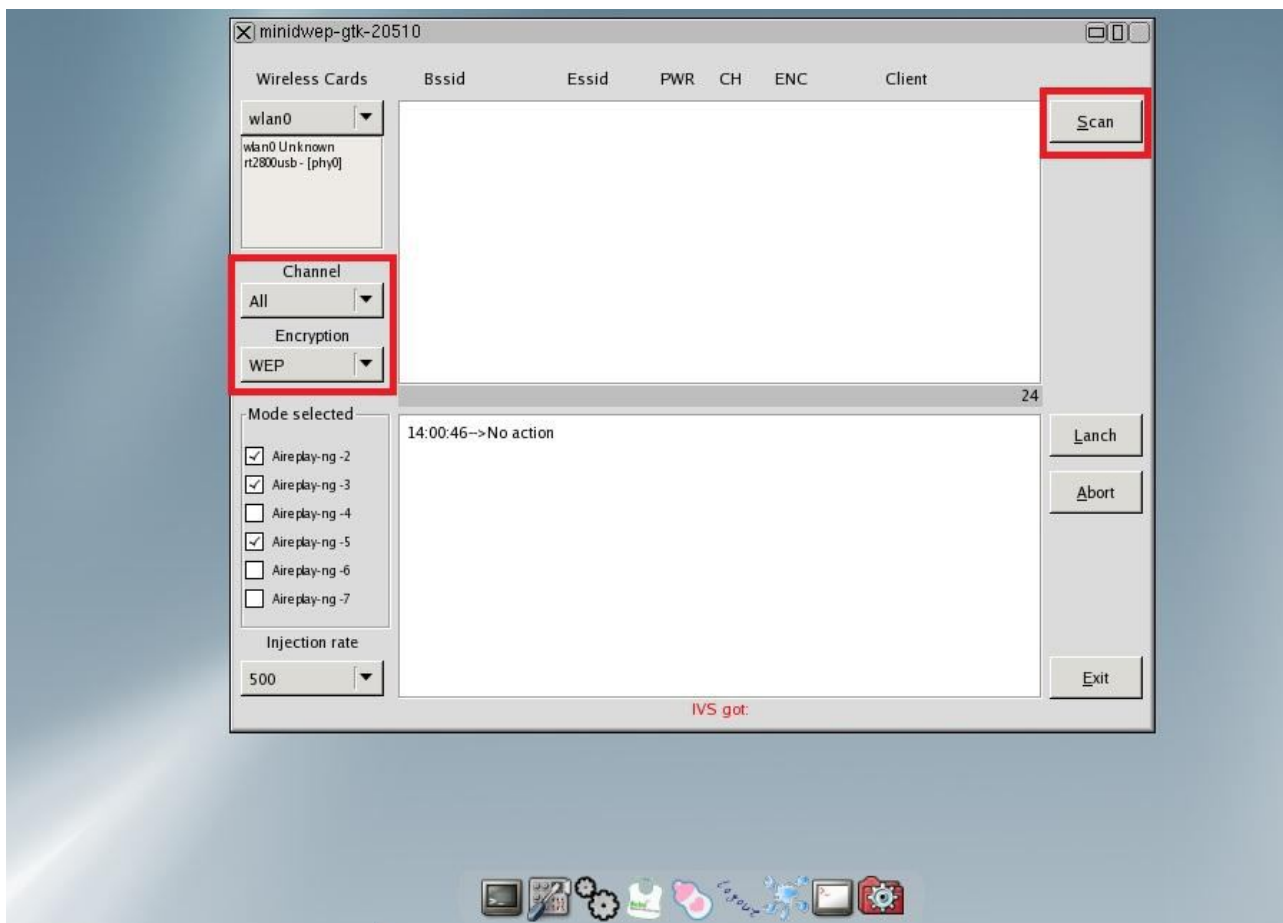 minidwep-gtk-20510
Wireless Cards Bssid Essid PWR CH ENC Client
wlan0
wlan0 Unknown
rt2800usb - [phy0]
Scan
Channel
All
Encryption
WEP
24
Mode selected
Aireplay-ng -2
Aireplay-ng -3
Aireplay-ng -4
Aireplay-ng -5
Aireplay-ng -6
Aireplay-ng -7
Injection rate
500
14:00:46-->No action
Lanch
Abort
Exit
IVS got:
logout